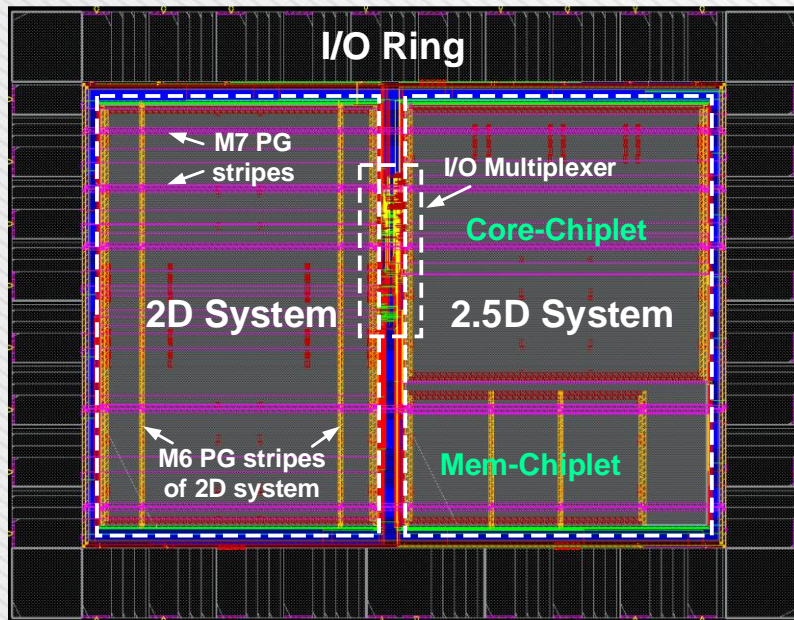 I/O Ring
M7 PG
stripes
I/O Multiplexer
Core-Chiplet
2D System
2.5D System
M6 PG stripes
of 2D system
Mem-Chiplet